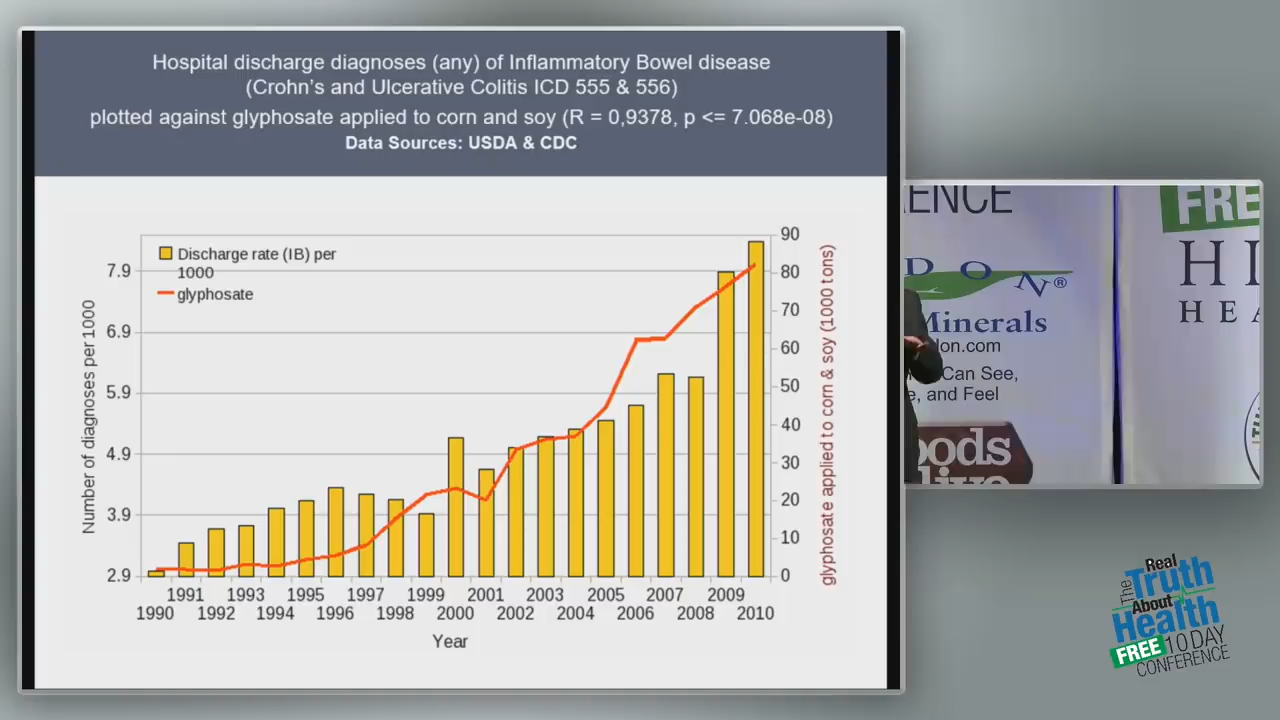 Hospital discharge diagnoses (any) of Inflammatory Bowel disease
(Crohn's and Ulcerative Colitis ICD 555 & 556)
plotted against glyphosate applied to corn and soy (R = 0,9378, p <= 7.068e-08)
Data Sources: USDA & CDC
Discharge rate (IB) per
1000
glyphosate
Number of diagnoses per 1000
7.9
6.9
5.9
4.9
3.9
2.9
90
80
70
60
50
40
30
20
10
0
glyphosate applied to corn & soy (1000 tons)
1991 1993 1995 1997 1999 2001 2003 2005 2007 2009
1990 1992 1994 1996 1998 2000 2002 2004 2006 2008 2010
Year
ENCE
DON®
Minerals
lon.com
Can See,
e, and Feel
oods
live
FRE
HI
HEA
The Real
Truth
About
Health
FREE 10 DAY
CONFERENCE